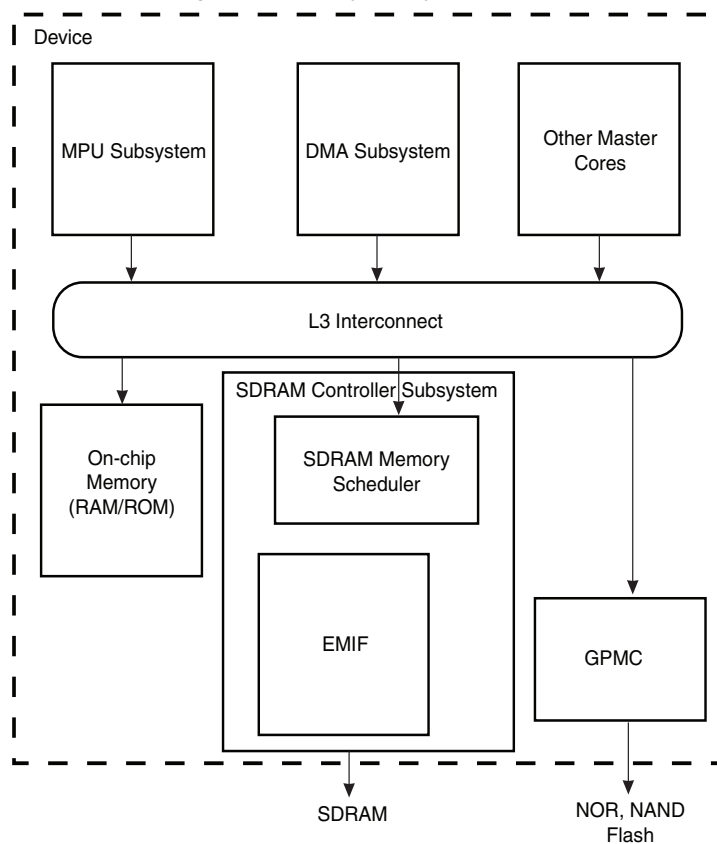 Device
MPU Subsystem
DMA Subsystem
Other Master
Cores
L3 Interconnect
SDRAM Controller Subsystem
On-chip
Memory
(RAM/ROM)
SDRAM Memory
Scheduler
EMIF
GPMC
SDRAM
NOR, NAND
Flash